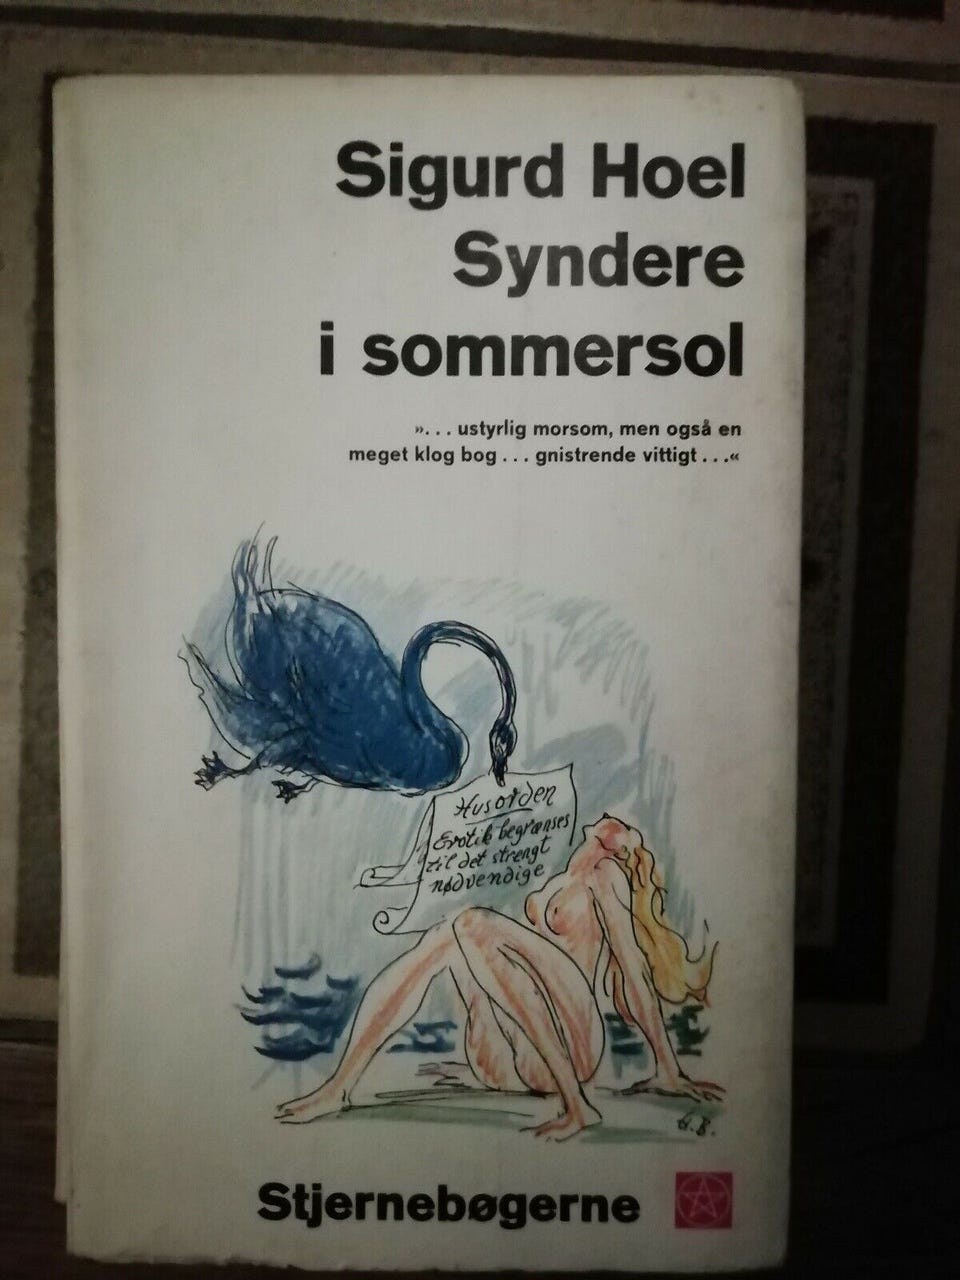 Sigurd Hoel
Syndere
i sommersol
»... ustyrlig morsom, men også en
meget klog bog... gnistrende vittigt...«
Husorden
Erotik begrænses
til det strengt
nødvendige
G.B.
Stjernebøgerne